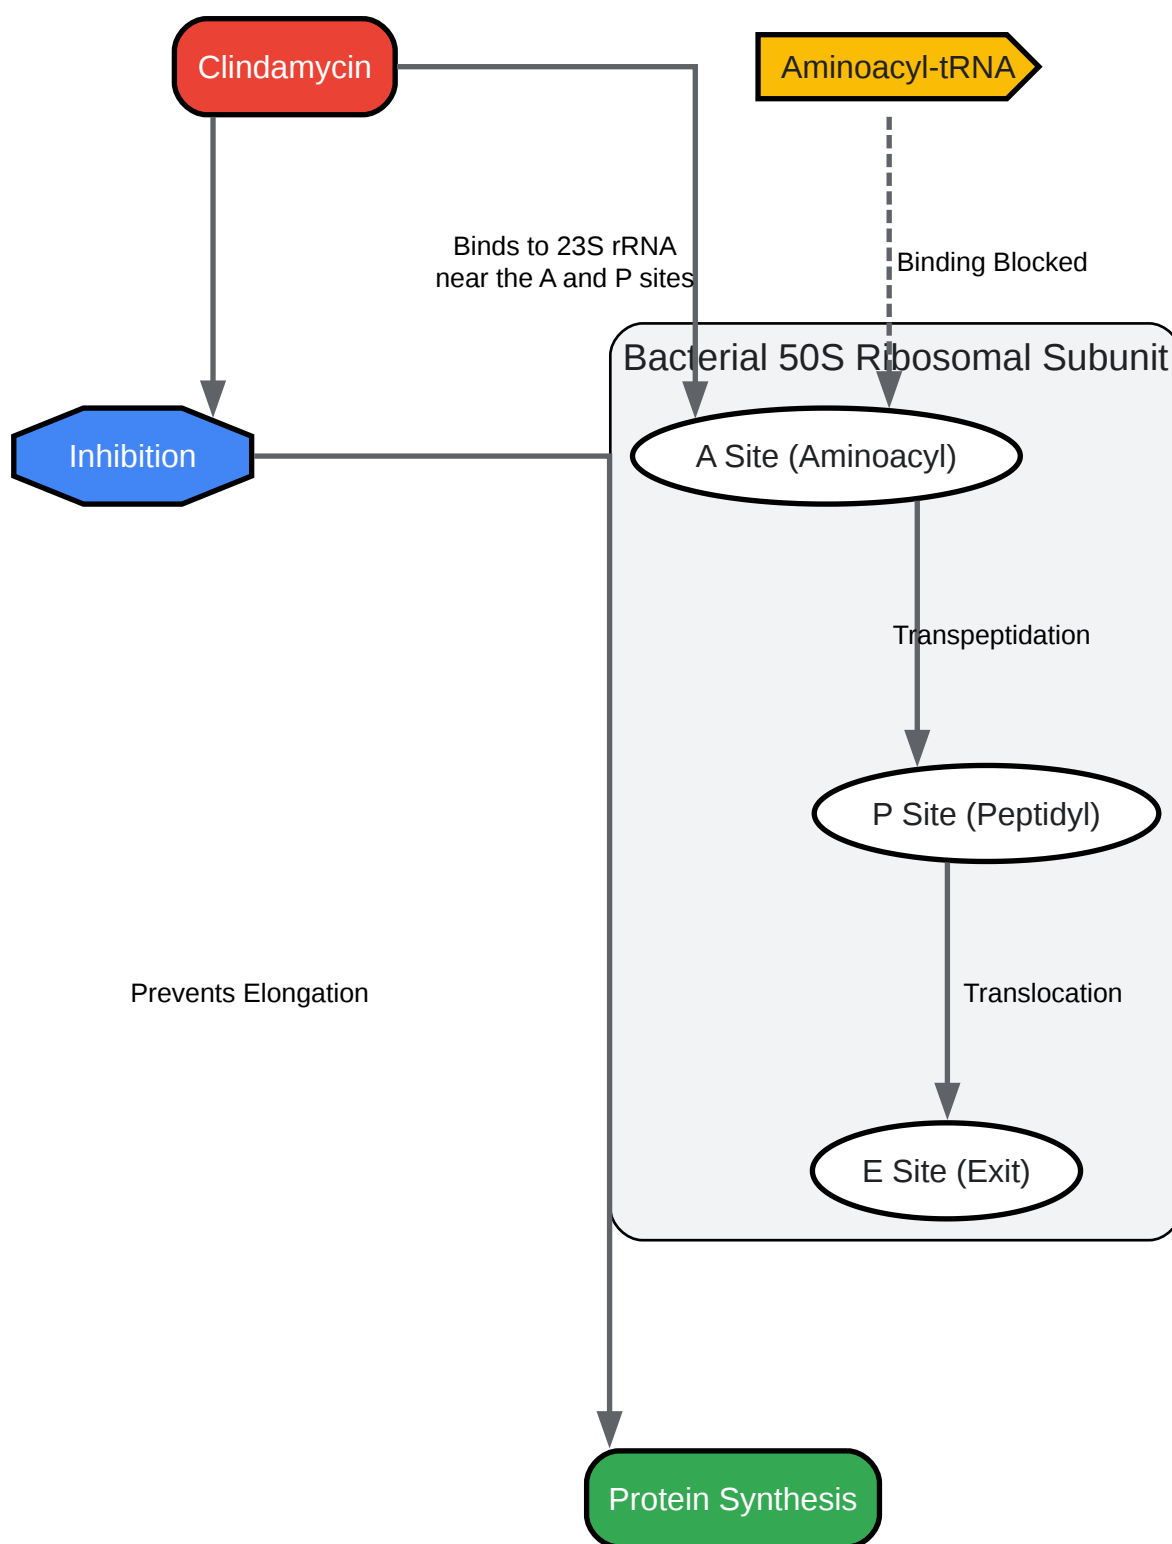 Clindamycin
Aminoacyl-tRNA
Binds to 23S rRNA
near the A and P sites
Binding Blocked
Bacterial 50S Ribosomal Subunit
Inhibition
A Site (Aminoacyl)
Transpeptidation
P Site (Peptidyl)
Prevents Elongation
Translocation
E Site (Exit)
Protein Synthesis